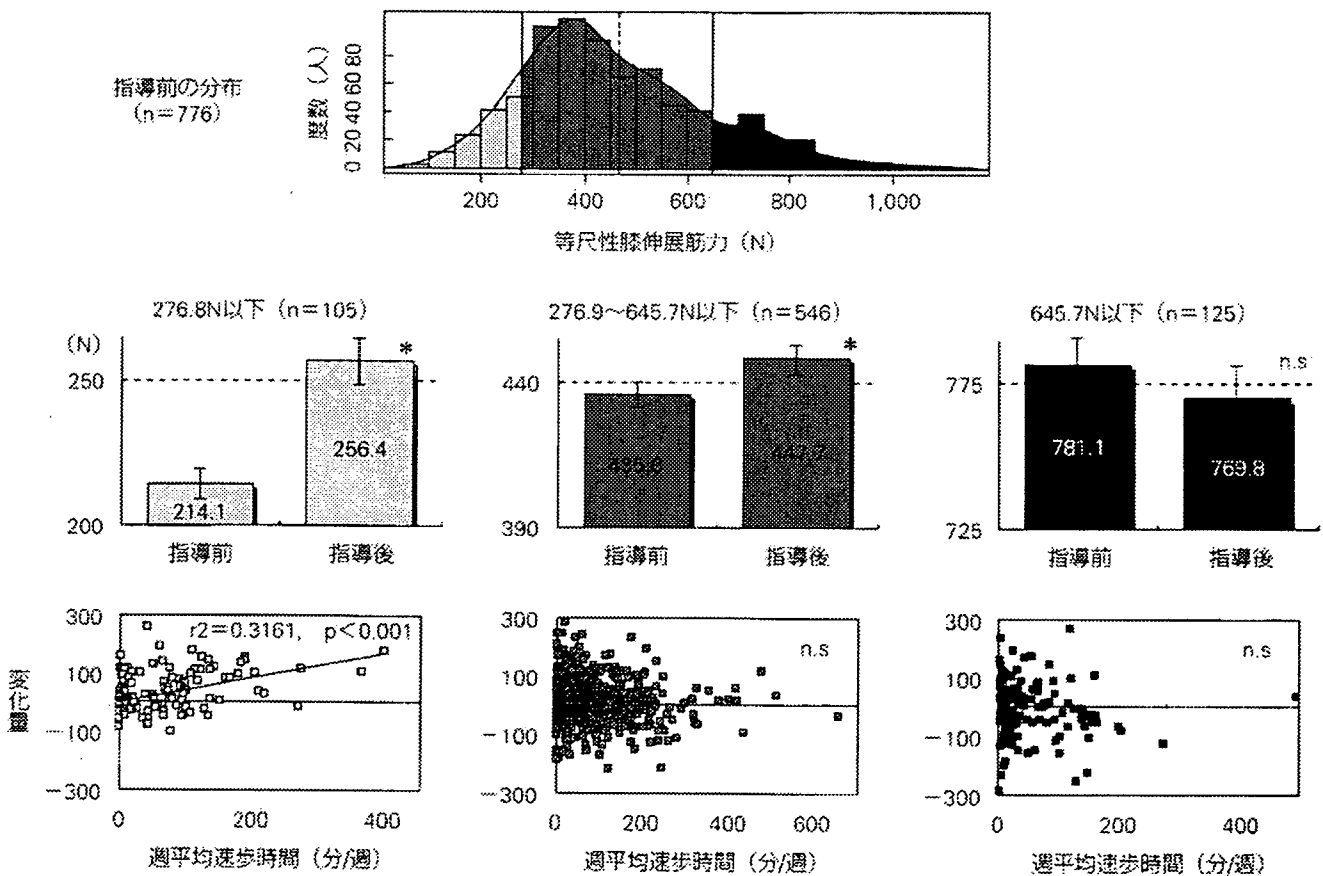 指導前の分布
(n=776)
度数(人)
0 20 40 60 80
200 400 600 800 1,000
等尺性膝伸展筋力(N)
276.8N以下(n=105)
276.9~645.7N以下(n=546)
645.7N以下(n=125)
(N)
250
200
*
214.1
256.4
指導前 指導後
440
390
*
指導前 指導後
775
725
n.s
781.1
769.8
指導前 指導後
変化量
300
100
-100
-300
r2=0.3161, p<0.001
0 200 400
週平均速歩時間(分/週)
300
100
-100
-300
n.s
0 200 400 600
週平均速歩時間(分/週)
300
100
-100
-300
n.s
0 200 400
週平均速歩時間(分/週)